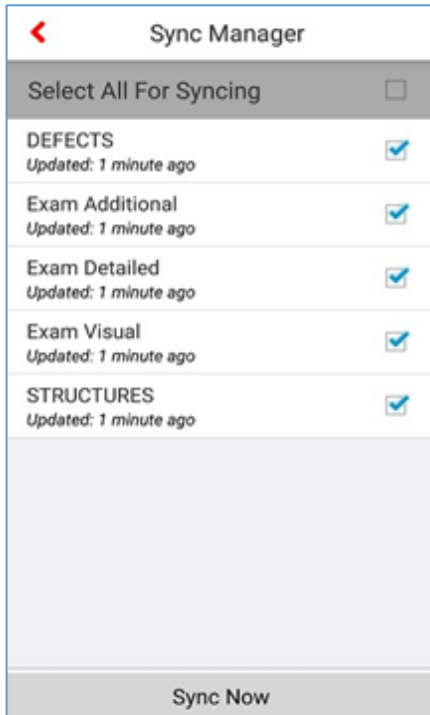 Sync Manager
Select All For Syncing
DEFECTS
Updated: 1 minute ago
Exam Additional
Updated: 1 minute ago
Exam Detailed
Updated: 1 minute ago
Exam Visual
Updated: 1 minute ago
STRUCTURES
Updated: 1 minute ago
Sync Now